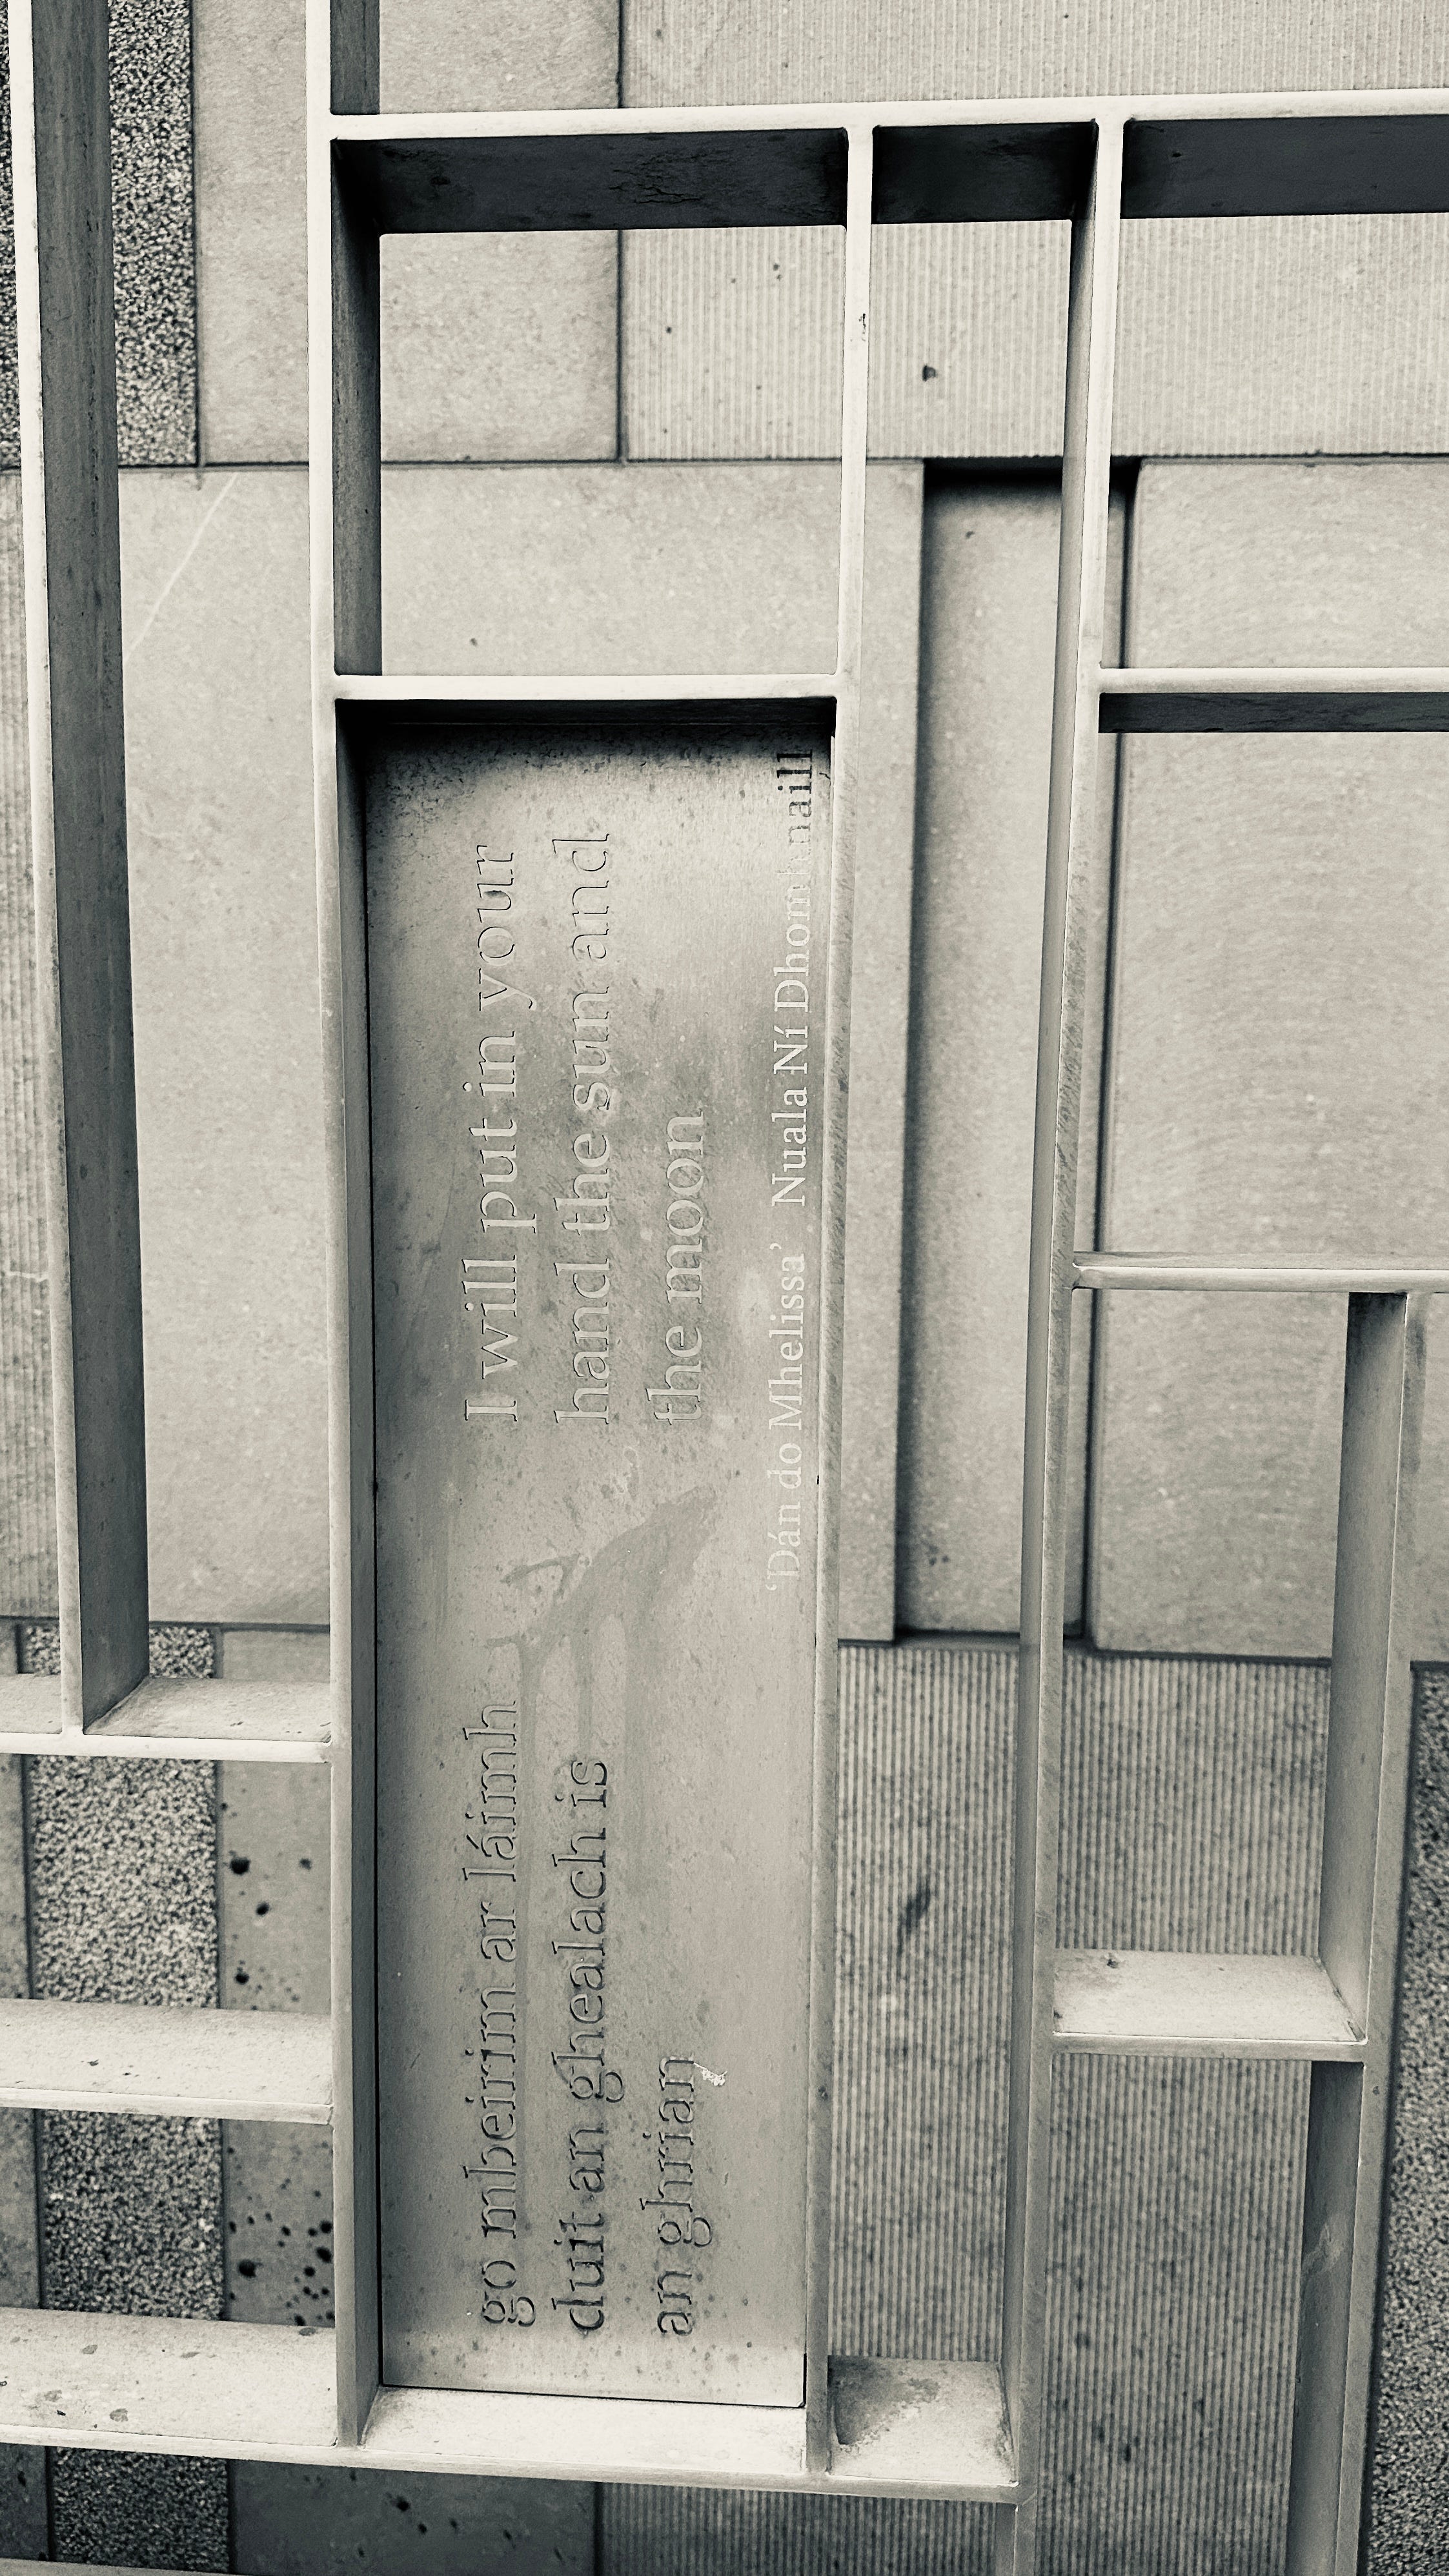 go mbeirim ar láimh
duit an ghealach is
an ghrian
I will put in your
hand the sun and
the moon
‘Dán do Mhelissa’ Nuala Ní Dhomhnaill